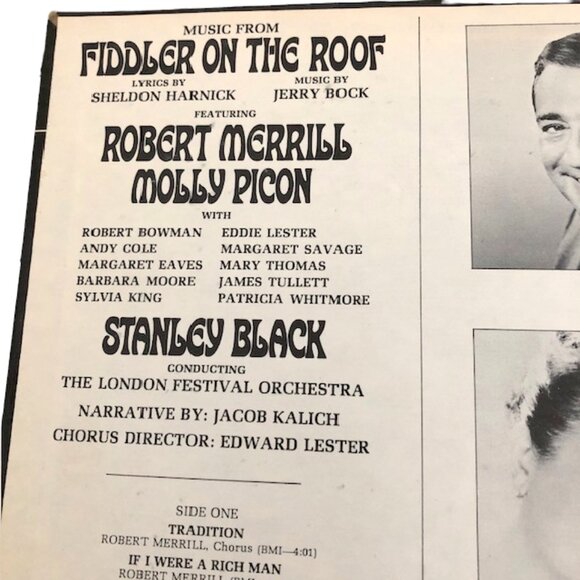 MUSIC FROM
FIDDLER ON THE ROOF
LYRICS BY MUSIC BY
SHELDON HARNICK JERRY BOCK
FEATURING
ROBERT MERRILL
MOLLY PICON
WITH
ROBERT BOWMAN EDDIE LESTER
ANDY COLE MARGARET SAVAGE
MARGARET EAVES MARY THOMAS
BARBARA MOORE JAMES TULLETT
SYLVIA KING PATRICIA WHITMORE
STANLEY BLACK
CONDUCTING
THE LONDON FESTIVAL ORCHESTRA
NARRATIVE BY: JACOB KALICH
CHORUS DIRECTOR: EDWARD LESTER
SIDE ONE
TRADITION
ROBERT MERRILL, Chorus (BMI—4:01)
IF I WERE A RICH MAN
ROBERT MERRILL (BMI